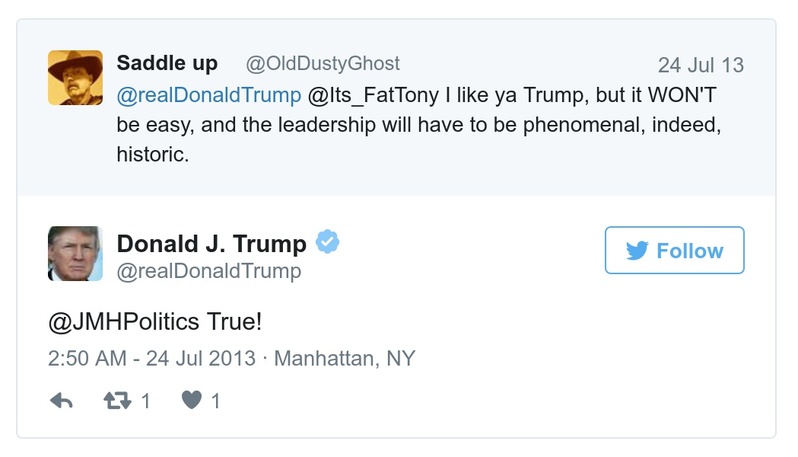 Saddle up @OldDustyGhost 24 Jul 13
@realDonaldTrump @Its_FatTony I like ya Trump, but it WON'T
be easy, and the leadership will have to be phenomenal, indeed,
historic.
Donald J. Trump
@realDonaldTrump
Follow
@JMHPolitics True!
2:50 AM - 24 Jul 2013 · Manhattan, NY
1 1